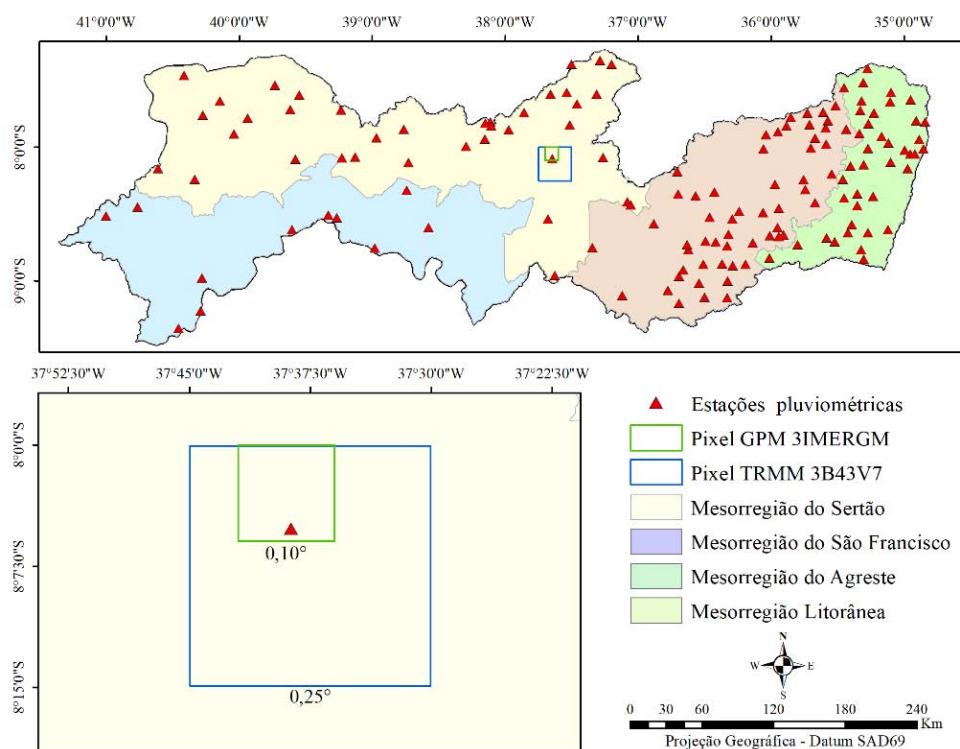 41°0'0"W 40°0'0"W 39°0'0"W 38°0'0"W 37°0'0"W 36°0'0"W 35°0'0"W
8°0'0"S
9°0'0"S
37°52'30"W 37°45'0"W 37°37'30"W 37°30'0"W 37°22'30"W
8°0'0"S
8°7'30"S
8°15'0"S
0,10°
0,25°
Estações pluviométricas
Pixel GPM 3IMERGM
Pixel TRMM 3B43V7
Mesorregião do Sertão
Mesorregião do São Francisco
Mesorregião do Agreste
Mesorregião Litorânea
N
W E
S
0 30 60 120 180 240
Km
Projeção Geográfica - Datum SAD69